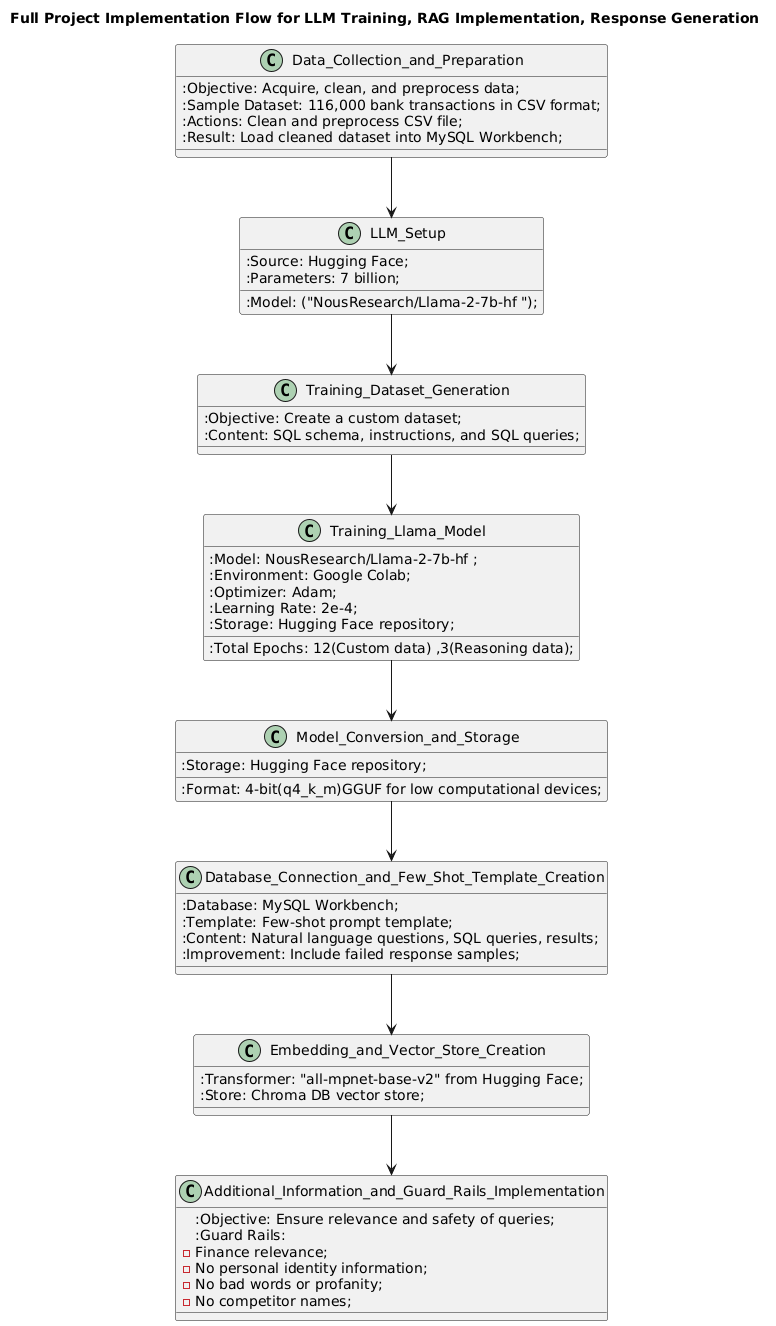 Full Project Implementation Flow for LLM Training, RAG Implementation, Response Generation
C Data_Collection_and_Preparation
:Objective: Acquire, clean, and preprocess data;
:Sample Dataset: 116,000 bank transactions in CSV format;
:Actions: Clean and preprocess CSV file;
:Result: Load cleaned dataset into MySQL Workbench;
C LLM_Setup
:Source: Hugging Face;
:Parameters: 7 billion;
:Model: ("NousResearch/Llama-2-7b-hf ");
C Training_Dataset_Generation
:Objective: Create a custom dataset;
:Content: SQL schema, instructions, and SQL queries;
C Training_Llama_Model
:Model: NousResearch/Llama-2-7b-hf ;
:Environment: Google Colab;
:Optimizer: Adam;
:Learning Rate: 2e-4;
:Storage: Hugging Face repository;
:Total Epochs: 12(Custom data) ,3(Reasoning data);
C Model_Conversion_and_Storage
:Storage: Hugging Face repository;
:Format: 4-bit(q4_k_m)GGUF for low computational devices;
C Database_Connection_and_Few_Shot_Template_Creation
:Database: MySQL Workbench;
:Template: Few-shot prompt template;
:Content: Natural language questions, SQL queries, results;
:Improvement: Include failed response samples;
C Embedding_and_Vector_Store_Creation
:Transformer: "all-mpnet-base-v2" from Hugging Face;
:Store: Chroma DB vector store;
C Additional_Information_and_Guard_Rails_Implementation
:Objective: Ensure relevance and safety of queries;
:Guard Rails:
Finance relevance;
No personal identity information;
No bad words or profanity;
No competitor names;